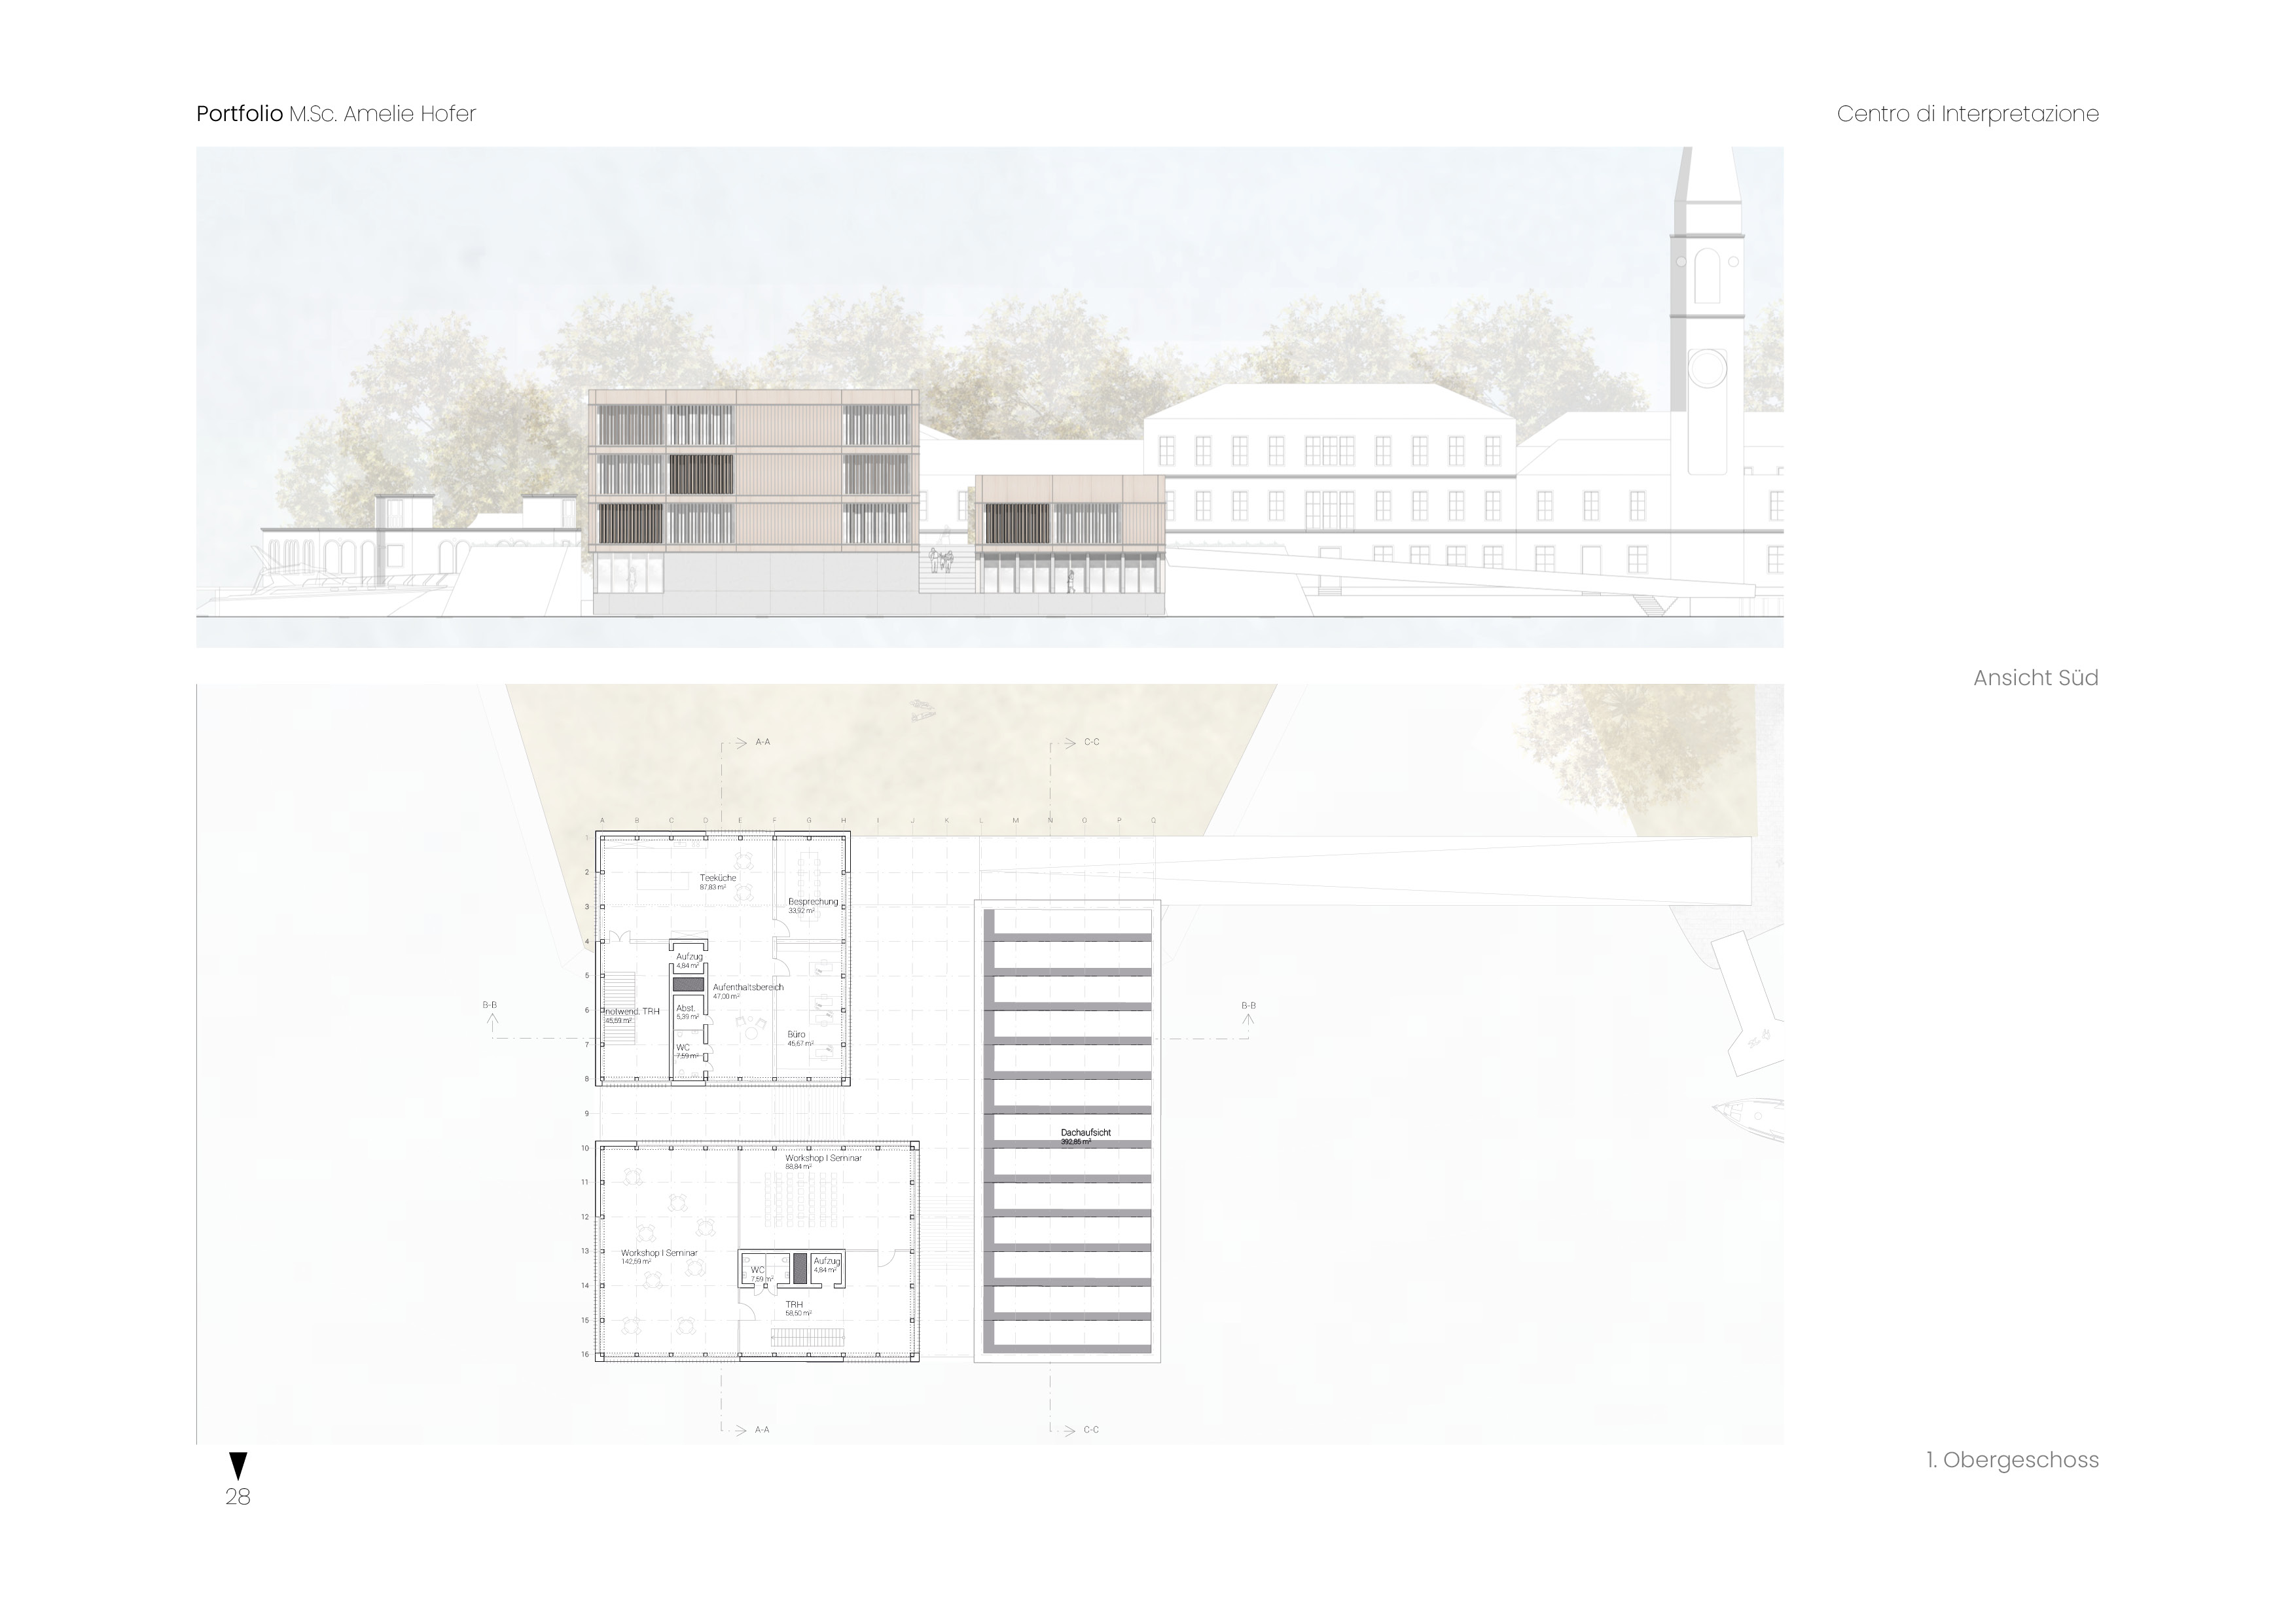 Portfolio M.Sc. Amelie Hofer
Centro di Interpretazione
Ansicht Süd
A-A
C-C
A B C D E F G H I J K L M N O P Q
1
2
3
4
5
6
7
8
9
10
11
12
13
14
15
16
Teeküche
87,83 m²
Besprechung
33,92 m²
Aufzug
4,84 m²
Aufenthaltsbereich
47,00 m²
B-B
notwend. TRH
45,59 m²
Abst.
5,39 m²
B-B
Büro
45,67 m²
WC
7,59 m²
Dachaufsicht
392,85 m²
Workshop I Seminar
88,84 m²
Workshop I Seminar
142,59 m²
WC
7,59 m²
Aufzug
4,84 m²
TRH
58,50 m²
A-A
C-C
1. Obergeschoss
28